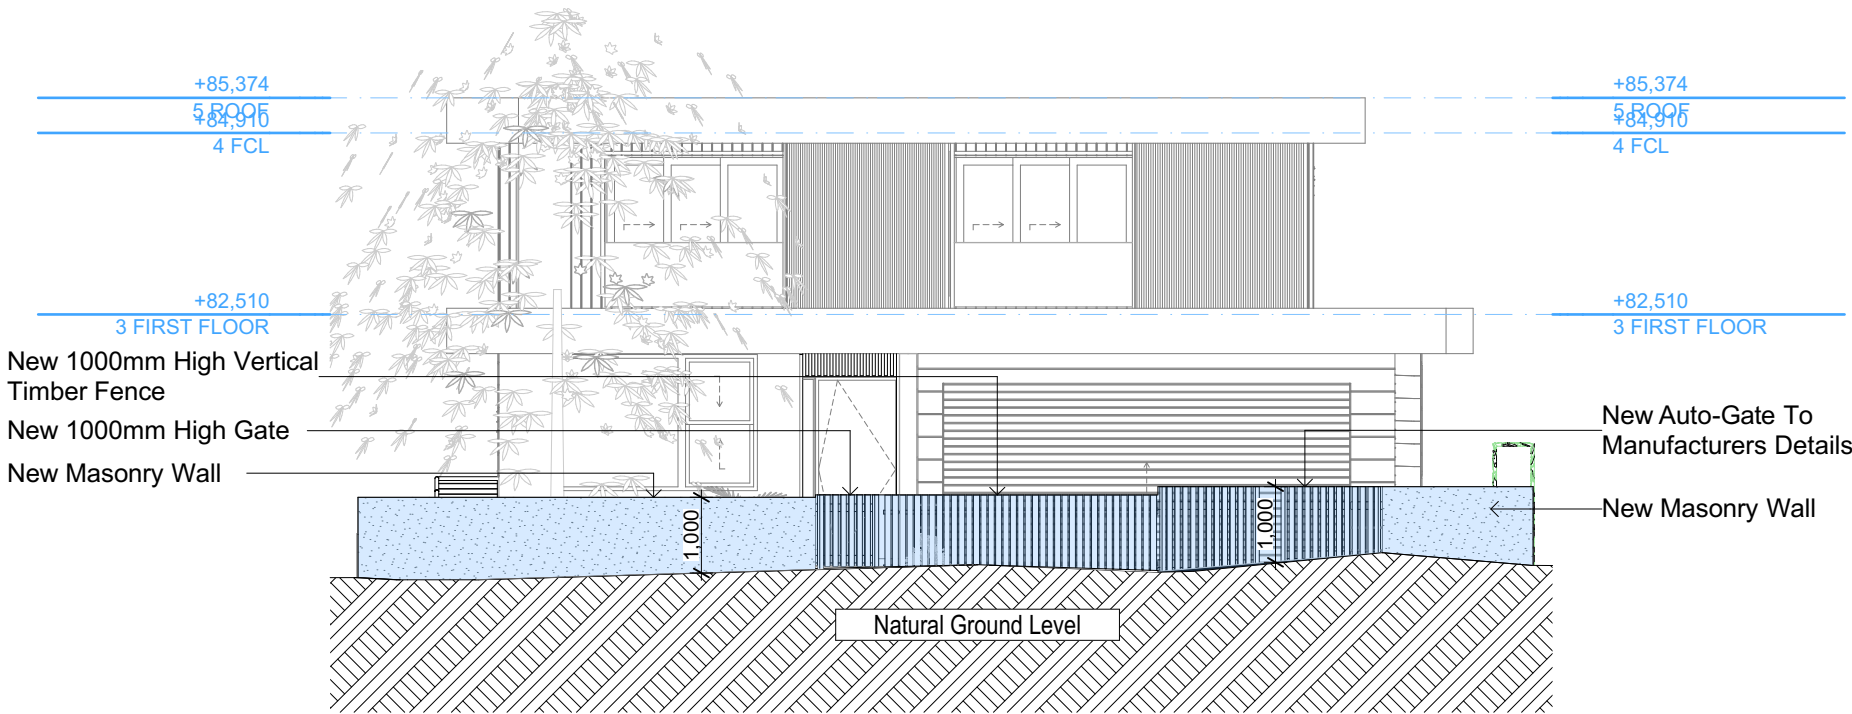 +85,374
5 ROOF
+84,910
4 FCL
+82,510
3 FIRST FLOOR
New 1000mm High Vertical
Timber Fence
New 1000mm High Gate
New Masonry Wall
+85,374
5 ROOF
+84,910
4 FCL
+82,510
3 FIRST FLOOR
New Auto-Gate To
Manufacturers Details
New Masonry Wall
1,000
1,000
Natural Ground Level